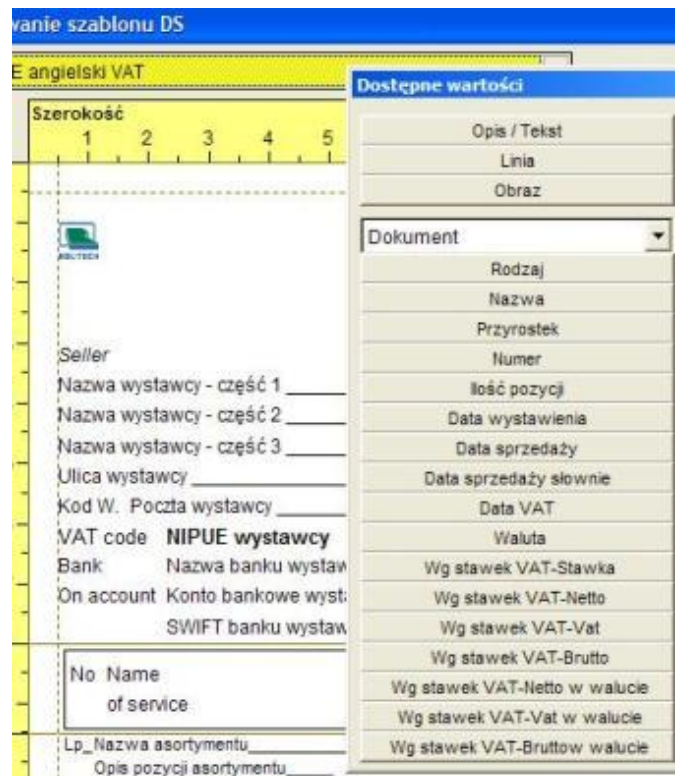 wanie szablonu DS
E angielski VAT
Szerokość
1 2 3 4 5
Seller
Nazwa wystawcy - część 1
Nazwa wystawcy - część 2
Nazwa wystawcy - część 3
Ulica wystawcy
Kod W. Poczta wystawcy
VAT code NIPUE wystawcy
Bank Nazwa banku wystaw
On account Konto bankowe wysta
SWIFT banku wystaw
No Name
of service
Lp_Nazwa asortymentu
Opis pozycji asortymentu
Dostępne wartości
Opis / Tekst
Linia
Obraz
Dokument
Rodzaj
Nazwa
Przyrostek
Numer
Ilość pozycji
Data wystawienia
Data sprzedaży
Data sprzedaży słownie
Data VAT
Waluta
Wg stawek VAT-Stawka
Wg stawek VAT-Netto
Wg stawek VAT-Vat
Wg stawek VAT-Brutto
Wg stawek VAT-Netto w walucie
Wg stawek VAT-Vat w walucie
Wg stawek VAT-Bruttow walucie